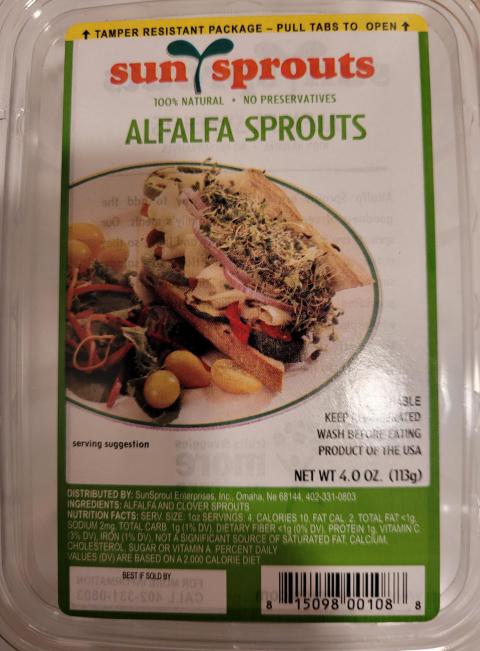 TAMPER RESISTANT PACKAGE – PULL TABS TO OPEN
sun sprouts
100% NATURAL • NO PRESERVATIVES
ALFALFA SPROUTS
serving suggestion
KEEP REFRIGERATED
WASH BEFORE EATING
PRODUCT OF THE USA
NET WT 4.0 OZ. (113g)
DISTRIBUTED BY: SunSprout Enterprises, Inc., Omaha, Ne 68144, 402-331-0803
INGREDIENTS: ALFALFA AND CLOVER SPROUTS
NUTRITION FACTS: SERV. SIZE: 1oz SERVINGS: 4, CALORIES 10, FAT CAL. 2, TOTAL FAT <1g,
SODIUM 2mg, TOTAL CARB. 1g (1% DV), DIETARY FIBER <1g (0% DV), PROTEIN 1g, VITAMIN C
(3% DV), IRON (1% DV). NOT A SIGNIFICANT SOURCE OF SATURATED FAT, CALCIUM,
CHOLESTEROL, SUGAR OR VITAMIN A. PERCENT DAILY
VALUES (DV) ARE BASED ON A 2,000 CALORIE DIET
BEST IF SOLD BY
8 15098 00108 8